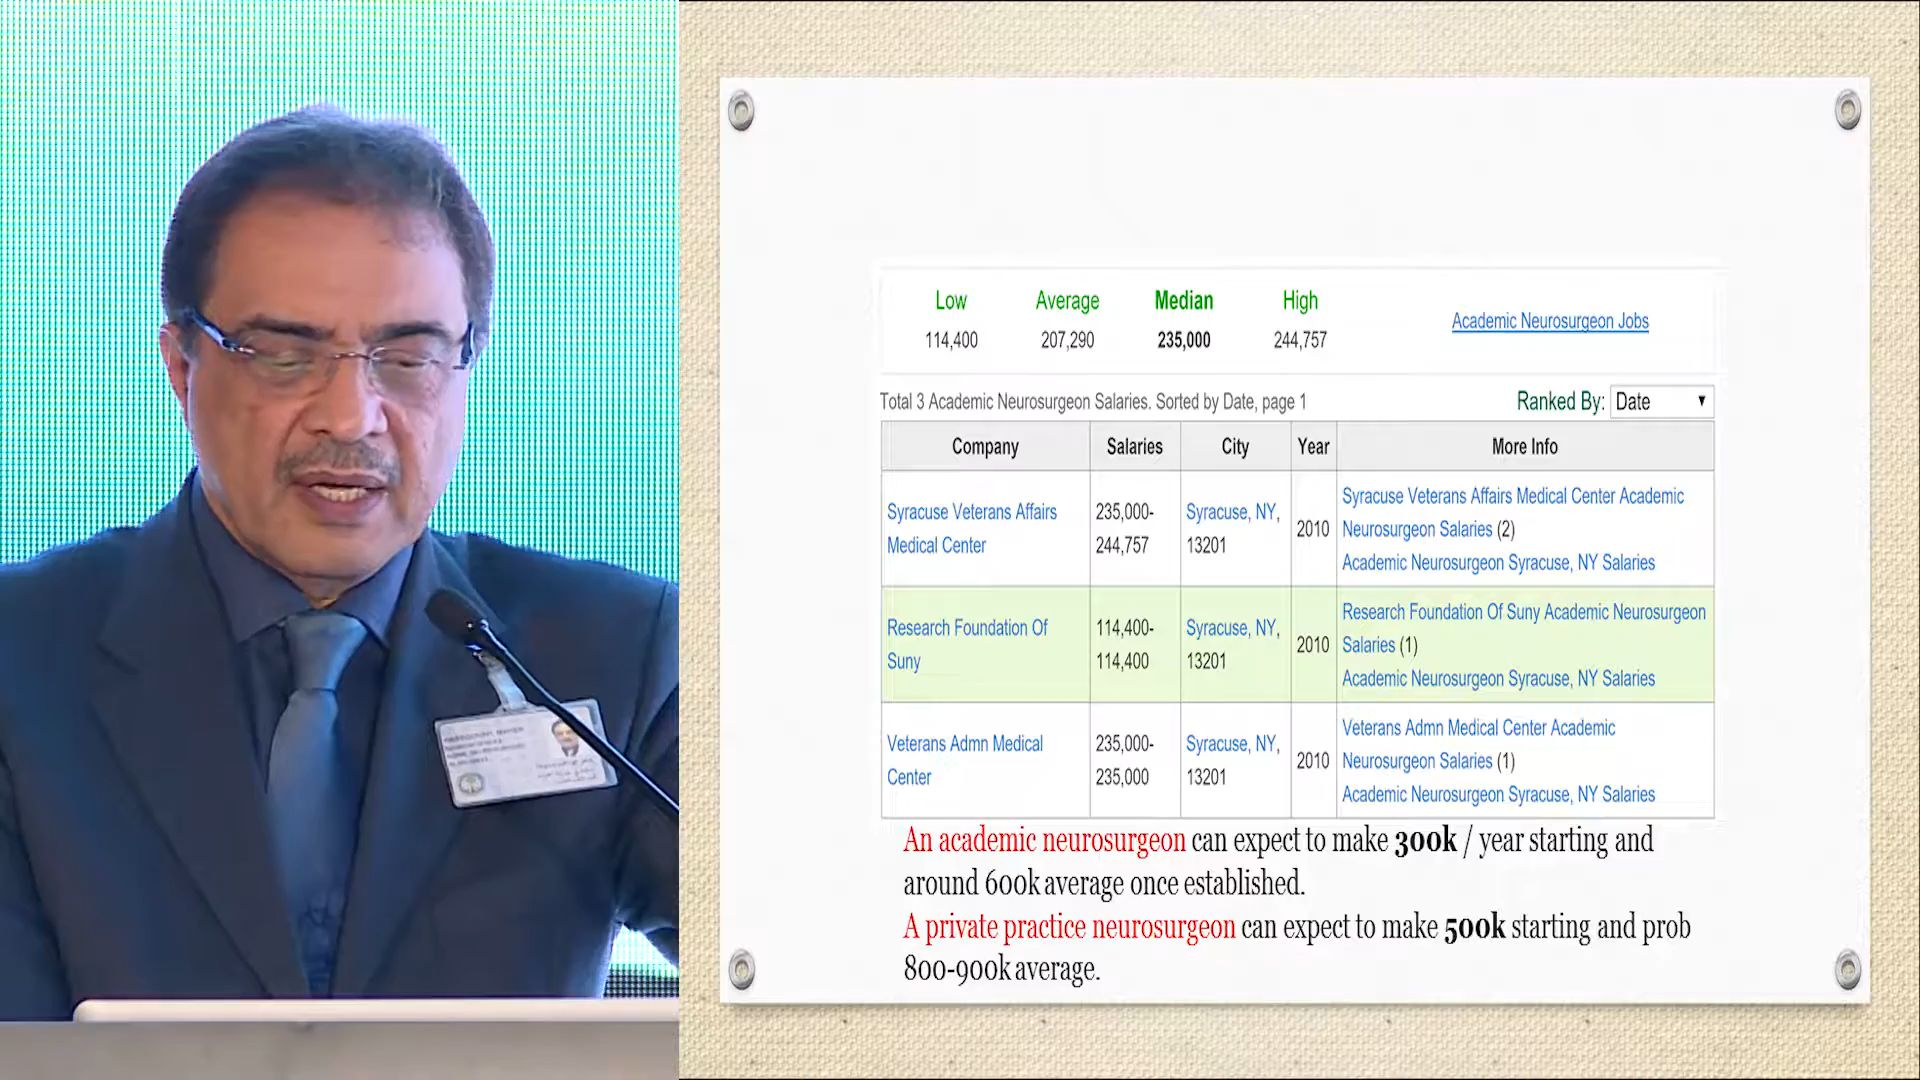 Low Average Median High
114,400 207,290 235,000 244,757
Academic Neurosurgeon Jobs
Total 3 Academic Neurosurgeon Salaries. Sorted by Date, page 1
Ranked By: Date
Company Salaries City Year More Info
Syracuse Veterans Affairs
Medical Center
235,000-
244,757
Syracuse, NY,
13201
2010
Syracuse Veterans Affairs Medical Center Academic
Neurosurgeon Salaries (2)
Academic Neurosurgeon Syracuse, NY Salaries
Research Foundation Of
Suny
114,400-
114,400
Syracuse, NY,
13201
2010
Research Foundation Of Suny Academic Neurosurgeon
Salaries (1)
Academic Neurosurgeon Syracuse, NY Salaries
Veterans Admn Medical
Center
235,000-
235,000
Syracuse, NY,
13201
2010
Veterans Admn Medical Center Academic
Neurosurgeon Salaries (1)
Academic Neurosurgeon Syracuse, NY Salaries
An academic neurosurgeon can expect to make 300k / year starting and
around 600k average once established.
A private practice neurosurgeon can expect to make 500k starting and prob
800-900k average.